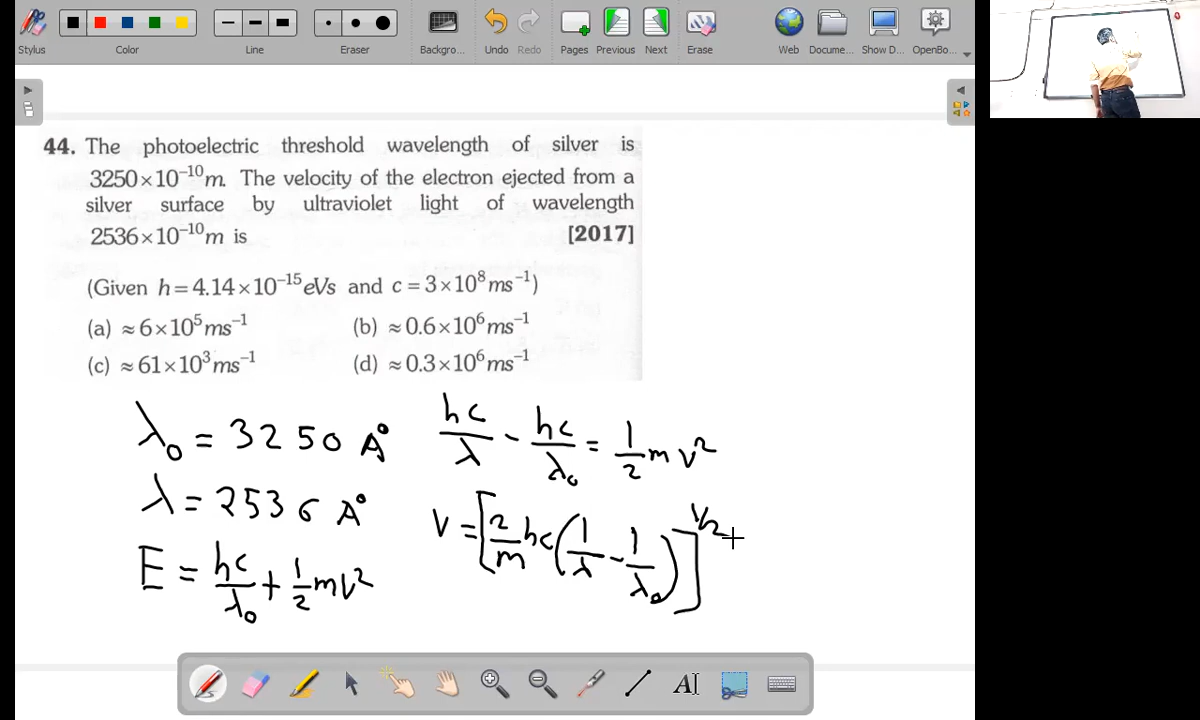 Stylus Color Line Eraser Backgro... Undo Redo Pages Previous Next Erase Web Docume... Show D... OpenBo...
44. The photoelectric threshold wavelength of silver is
3250×10⁻¹⁰m. The velocity of the electron ejected from a
silver surface by ultraviolet light of wavelength
2536×10⁻¹⁰m is [2017]
(Given h=4.14×10⁻¹⁵eVs and c=3×10⁸ms⁻¹)
(a) ≈6×10⁵ms⁻¹ (b) ≈0.6×10⁶ms⁻¹
(c) ≈61×10³ms⁻¹ (d) ≈0.3×10⁶ms⁻¹
λ₀ = 3250 A°
λ = 2536 A°
E = hc/λ₀ + 1/2 mv²
hc/λ - hc/λ₀ = 1/2 mv²
V = [2/m hc(1/λ - 1/λ₀)]^1/2
AI